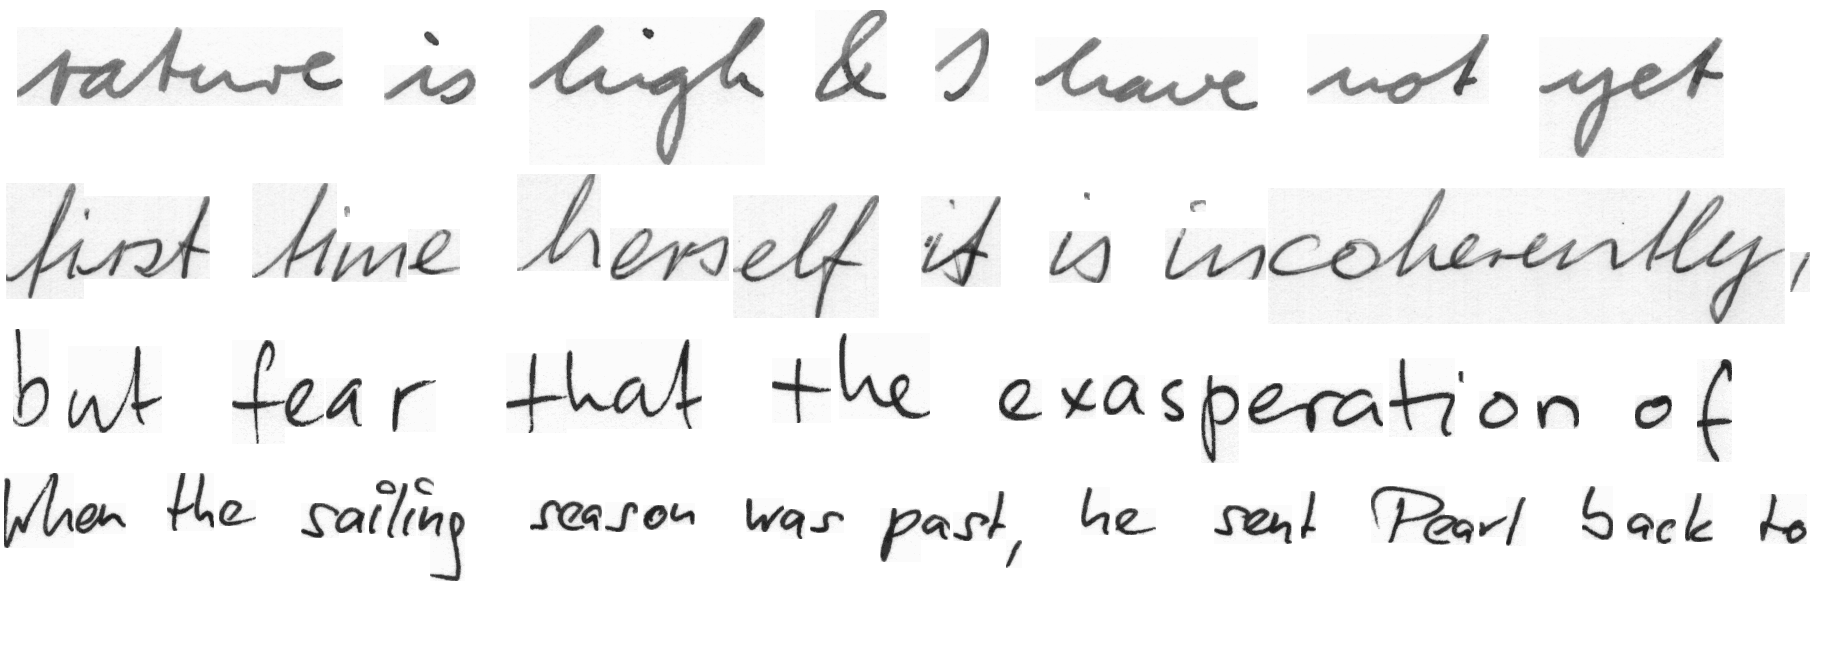 rature is high & I have not yet
first time herself it is incoherently,
but fear that the exasperation of
When the sailing season was past, he sent Pearl back to